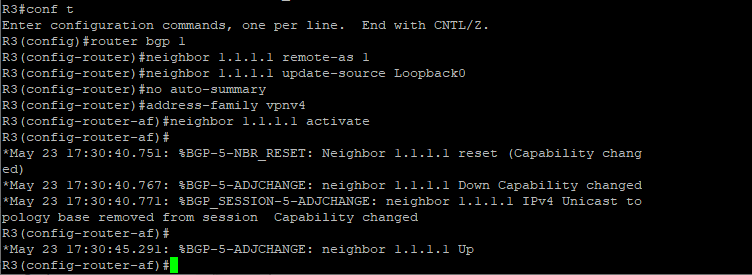 R3#conf t
Enter configuration commands, one per line.  End with CNTL/Z.
R3(config)#router bgp 1
R3(config-router)#neighbor 1.1.1.1 remote-as 1
R3(config-router)#neighbor 1.1.1.1 update-source Loopback0
R3(config-router)#no auto-summary
R3(config-router)#address-family vpnv4
R3(config-router-af)#neighbor 1.1.1.1 activate
R3(config-router-af)#
*May 23 17:30:40.751: %BGP-5-NBR_RESET: Neighbor 1.1.1.1 reset (Capability chang
ed)
*May 23 17:30:40.767: %BGP-5-ADJCHANGE: neighbor 1.1.1.1 Down Capability changed
*May 23 17:30:40.771: %BGP_SESSION-5-ADJCHANGE: neighbor 1.1.1.1 IPv4 Unicast to
pology base removed from session  Capability changed
R3(config-router-af)#
*May 23 17:30:45.291: %BGP-5-ADJCHANGE: neighbor 1.1.1.1 Up
R3(config-router-af)#